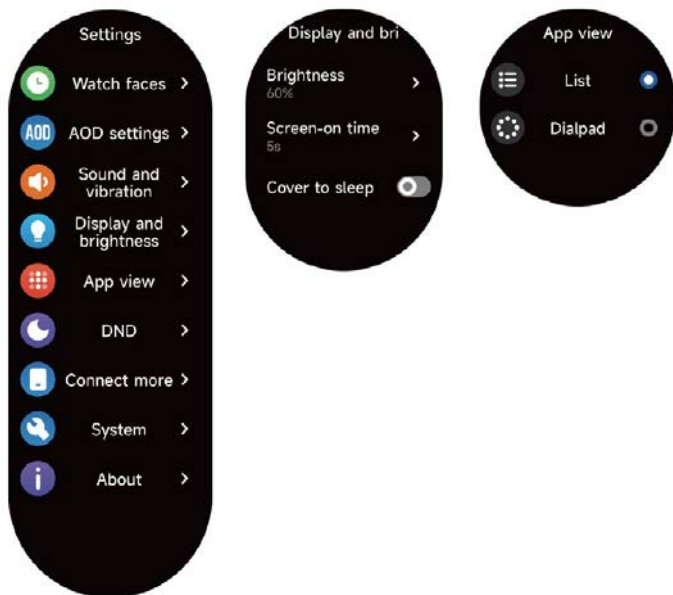 Settings
Watch faces
AOD
AOD settings
Sound and
vibration
Display and
brightness
App view
DND
Connect more
System
i
About
Display and bri
Brightness
60%
Screen-on time
5s
Cover to sleep
App view
List
Dialpad